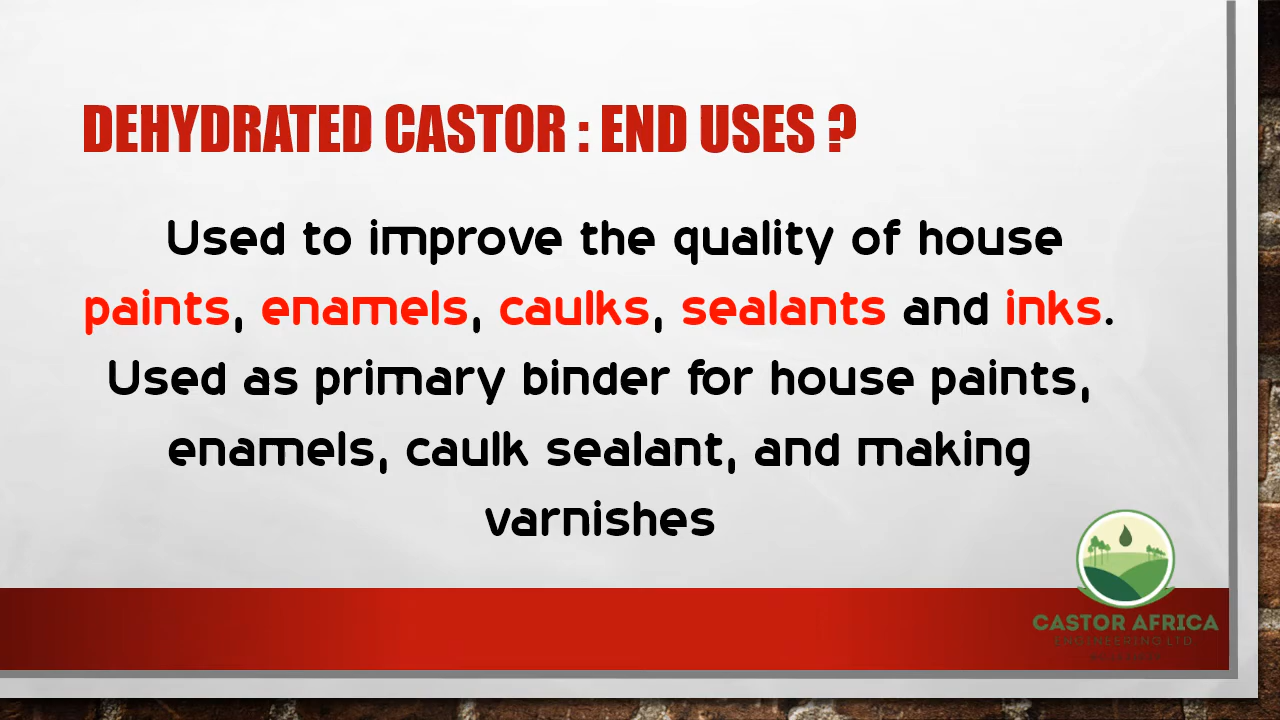 DEHYDRATED CASTOR : END USES ?
Used to improve the quality of house
paints, enamels, caulks, sealants and inks.
Used as primary binder for house paints,
enamels, caulk sealant, and making
varnishes
CASTOR AFRICA
ENGINEERING LTD